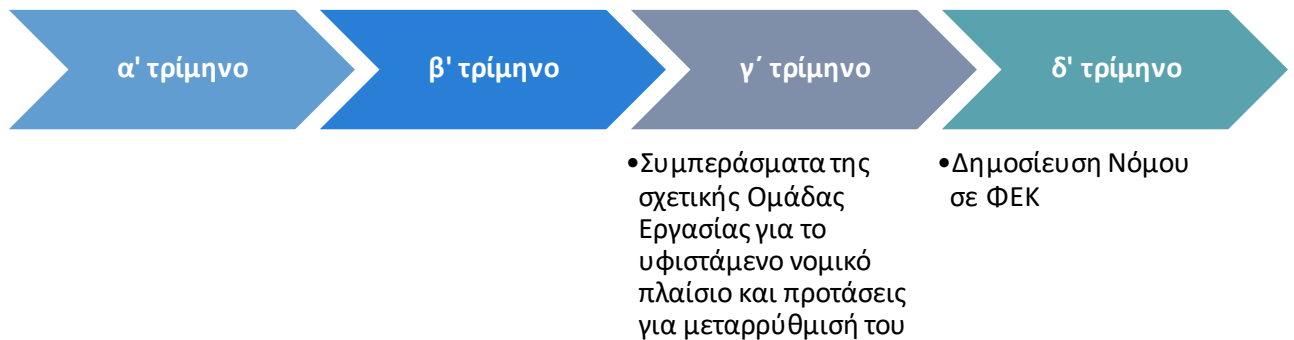 α' τρίμηνο
β' τρίμηνο
γ΄ τρίμηνο
δ' τρίμηνο
•Συμπεράσματα της
σχετικής Ομάδας
Εργασίας για το
υφιστάμενο νομικό
πλαίσιο και προτάσεις
για μεταρρύθμισή του
•Δημοσίευση Νόμου
σε ΦΕΚ